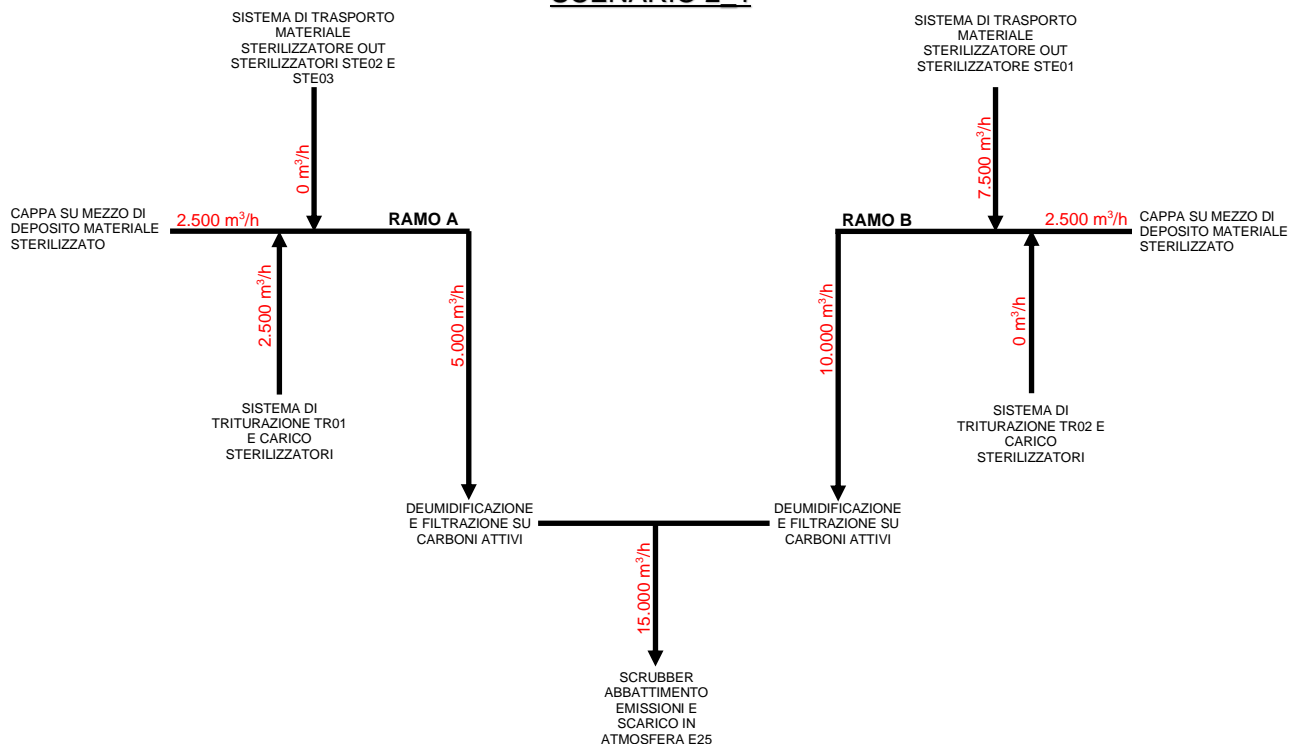 SISTEMA DI TRASPORTO
MATERIALE
STERILIZZATORE OUT
STERILIZZATORI STE02 E
STE03
SISTEMA DI TRASPORTO
MATERIALE
STERILIZZATORE OUT
STERILIZZATORE STE01
0 m³/h
7.500 m³/h
CAPPA SU MEZZO DI
DEPOSITO MATERIALE
STERILIZZATO
2.500 m³/h
RAMO A
RAMO B
2.500 m³/h
CAPPA SU MEZZO DI
DEPOSITO MATERIALE
STERILIZZATO
2.500 m³/h
5.000 m³/h
10.000 m³/h
0 m³/h
SISTEMA DI
TRITURAZIONE TR01
E CARICO
STERILIZZATORI
SISTEMA DI
TRITURAZIONE TR02 E
CARICO
STERILIZZATORI
DEUMIDIFICAZIONE
E FILTRAZIONE SU
CARBONI ATTIVI
DEUMIDIFICAZIONE
E FILTRAZIONE SU
CARBONI ATTIVI
15.000 m³/h
SCRUBBER
ABBATTIMENTO
EMISSIONI E
SCARICO IN
ATMOSFERA E25